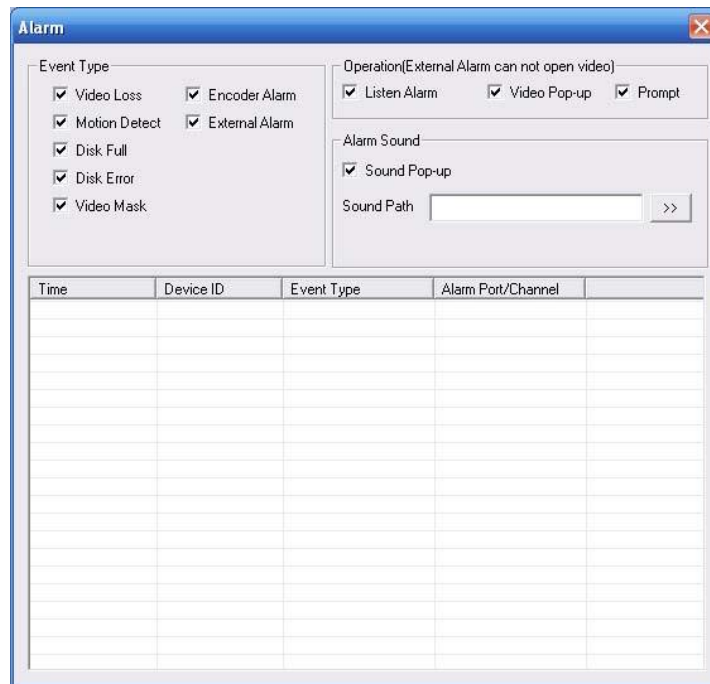 Alarm
Event Type
Video Loss
Encoder Alarm
Motion Detect
External Alarm
Disk Full
Disk Error
Video Mask
Operation(External Alarm can not open video)
Listen Alarm
Video Pop-up
Prompt
Alarm Sound
Sound Pop-up
Sound Path
>>
Time
Device ID
Event Type
Alarm Port/Channel